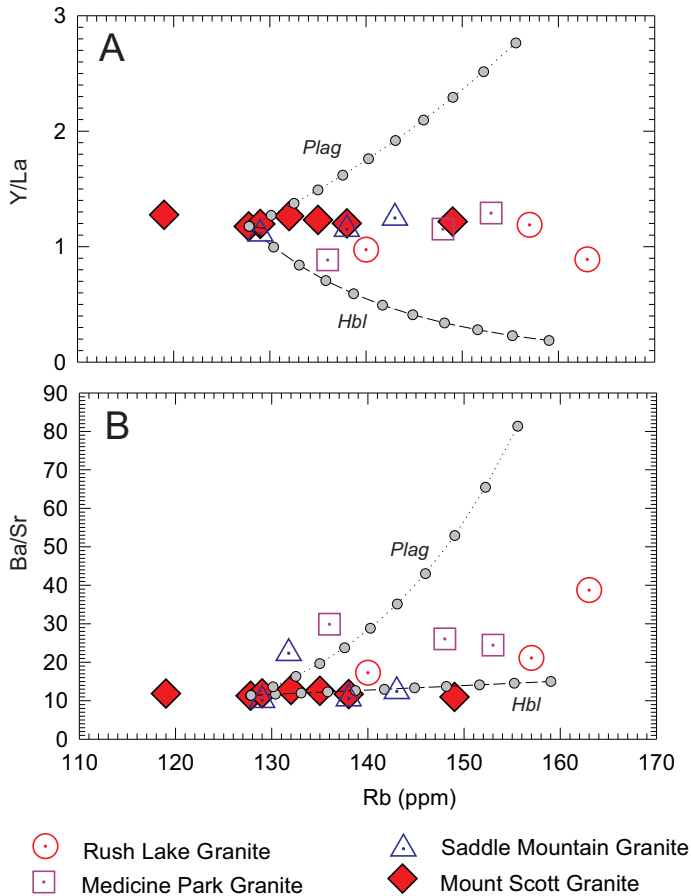 3
A
Plag
2
Y/La
1
Hbl
0
90
B
80
70
60
Ba/Sr
50
Plag
40
30
20
10
Hbl
0
110 120 130 140 150 160 170
Rb (ppm)
Rush Lake Granite
Saddle Mountain Granite
Medicine Park Granite
Mount Scott Granite